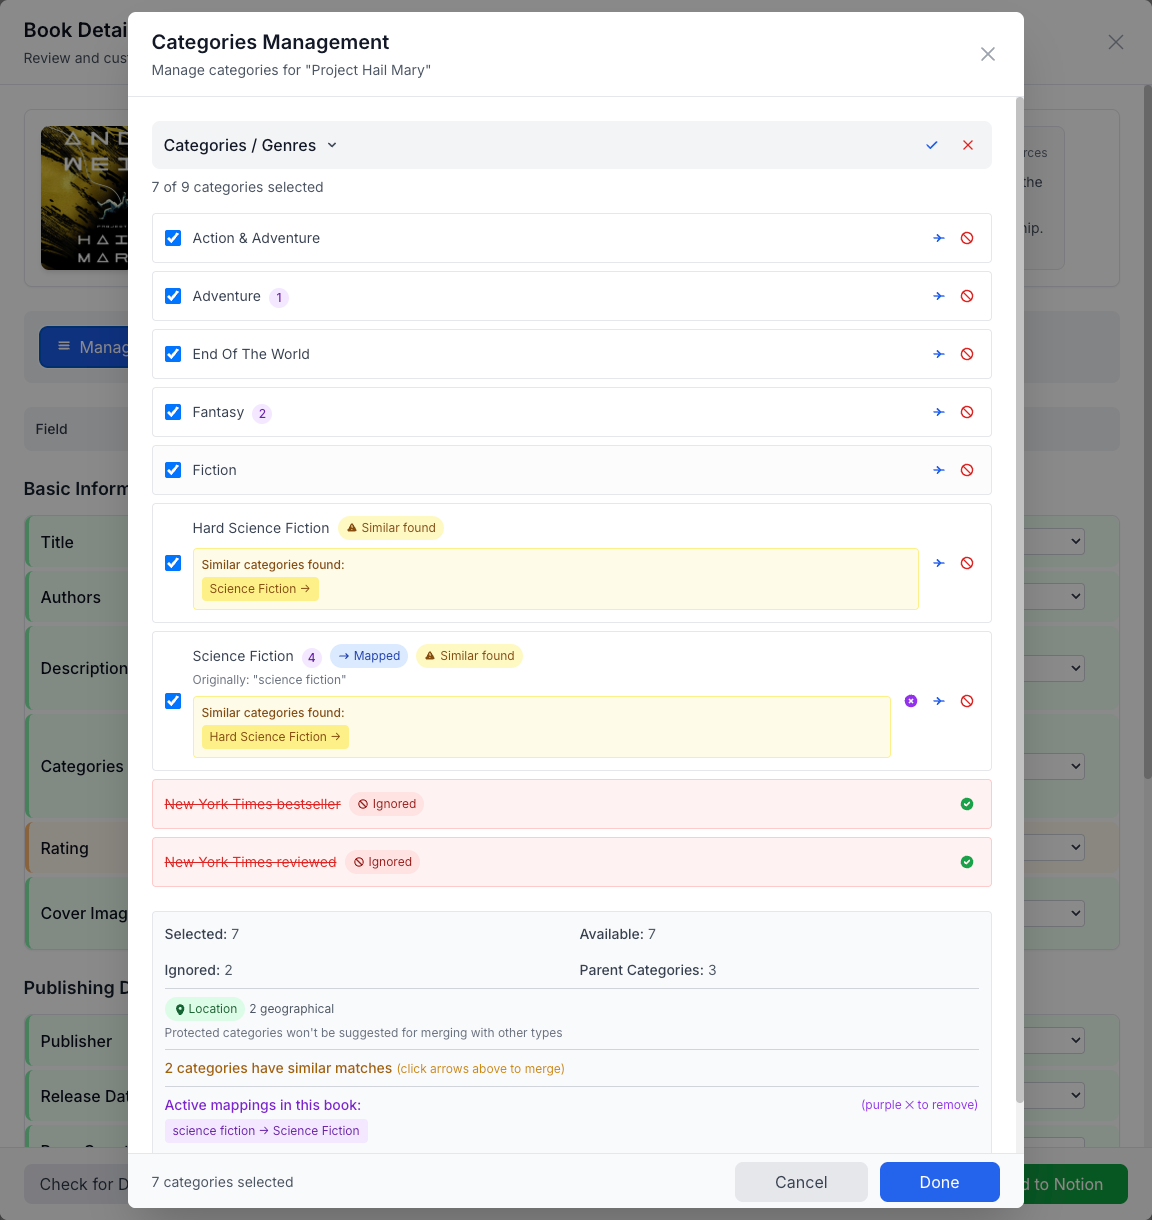 Book Detai
Review and cus
Categories Management
Manage categories for "Project Hail Mary"
Categories / Genres
7 of 9 categories selected
Action & Adventure
Adventure 1
End Of The World
Fantasy 2
Fiction
Hard Science Fiction Similar found
Similar categories found:
Science Fiction →
Science Fiction 4 → Mapped Similar found
Originally: "science fiction"
Similar categories found:
Hard Science Fiction →
New York Times bestseller Ignored
New York Times reviewed Ignored
Selected: 7 Available: 7
Ignored: 2 Parent Categories: 3
Location 2 geographical
Protected categories won't be suggested for merging with other types
2 categories have similar matches (click arrows above to merge)
Active mappings in this book: (purple × to remove)
science fiction → Science Fiction
7 categories selected Cancel Done
AND
WEI
PROJECT
HAI
MAR
rces
the
hip.
Manag
Field
Basic Inform
Title
Authors
Description
Categories
Rating
Cover Imag
Publishing D
Publisher
Release Dat
Check for D
d to Notion